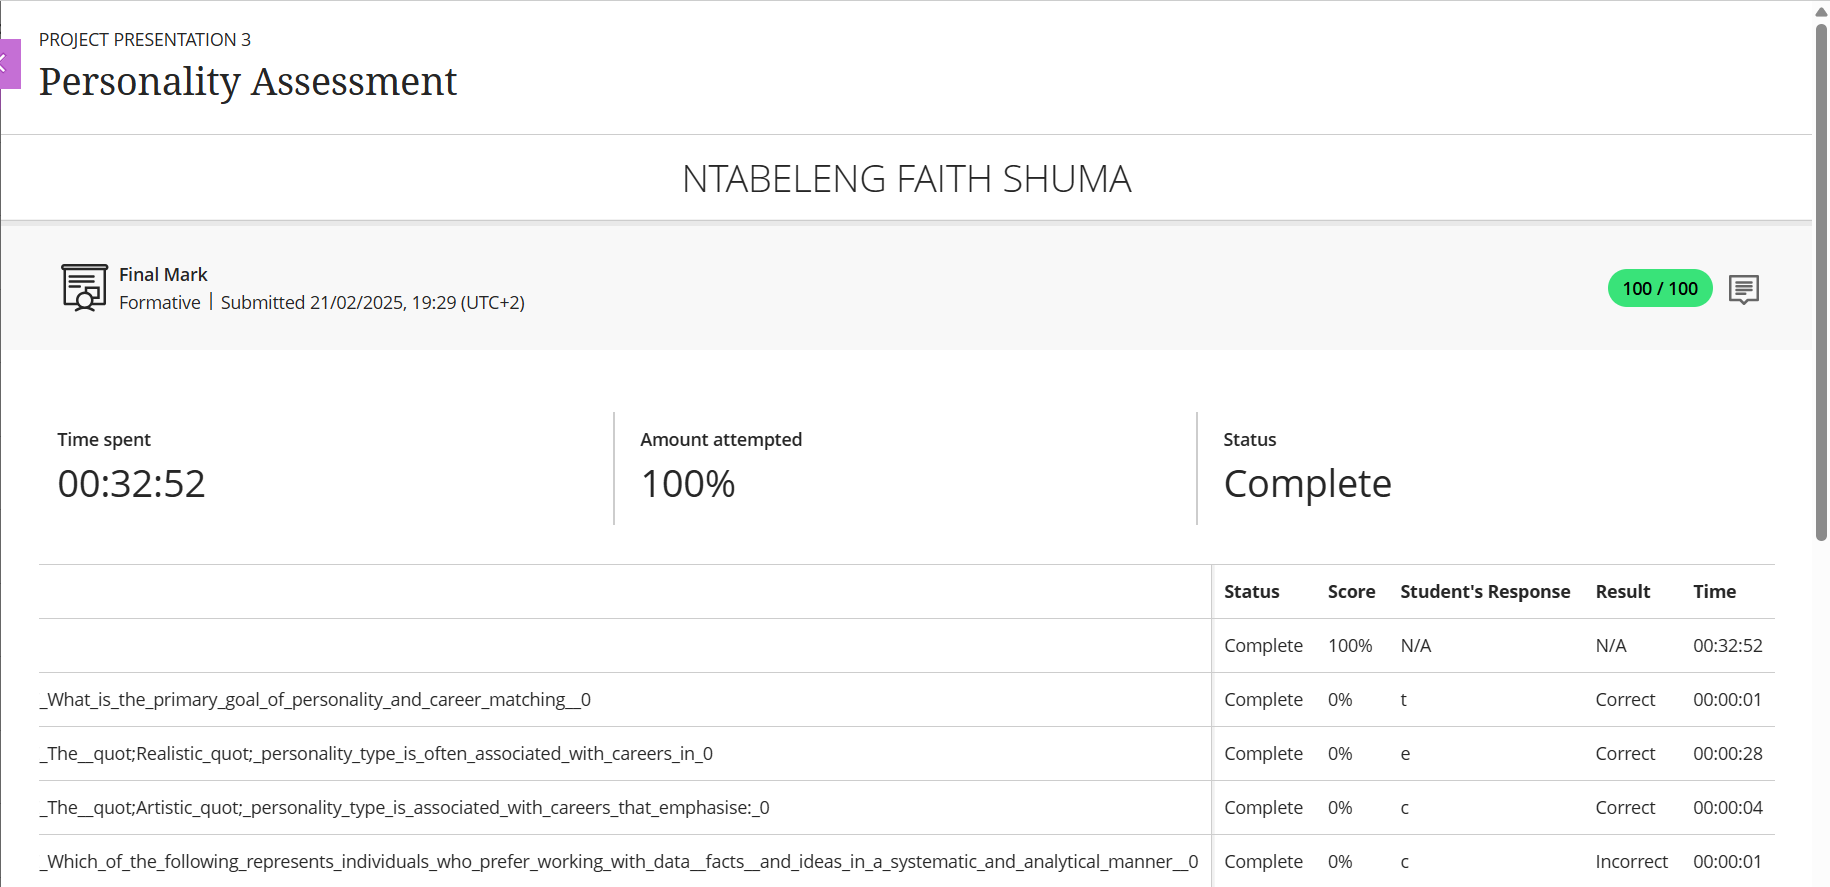 PROJECT PRESENTATION 3
Personality Assessment
NTABELENG FAITH SHUMA
Final Mark
Formative | Submitted 21/02/2025, 19:29 (UTC+2)
100 / 100
Time spent
00:32:52
Amount attempted
100%
Status
Complete
Status Score Student's Response Result Time
Complete 100% N/A N/A 00:32:52
_What_is_the_primary_goal_of_personality_and_career_matching__0 Complete 0% t Correct 00:00:01
_The__quot;Realistic_quot;_personality_type_is_often_associated_with_careers_in_0 Complete 0% e Correct 00:00:28
_The__quot;Artistic_quot;_personality_type_is_associated_with_careers_that_emphasise:_0 Complete 0% c Correct 00:00:04
_Which_of_the_following_represents_individuals_who_prefer_working_with_data__facts__and_ideas_in_a_systematic_and_analytical_manner__0 Complete 0% c Incorrect 00:00:01